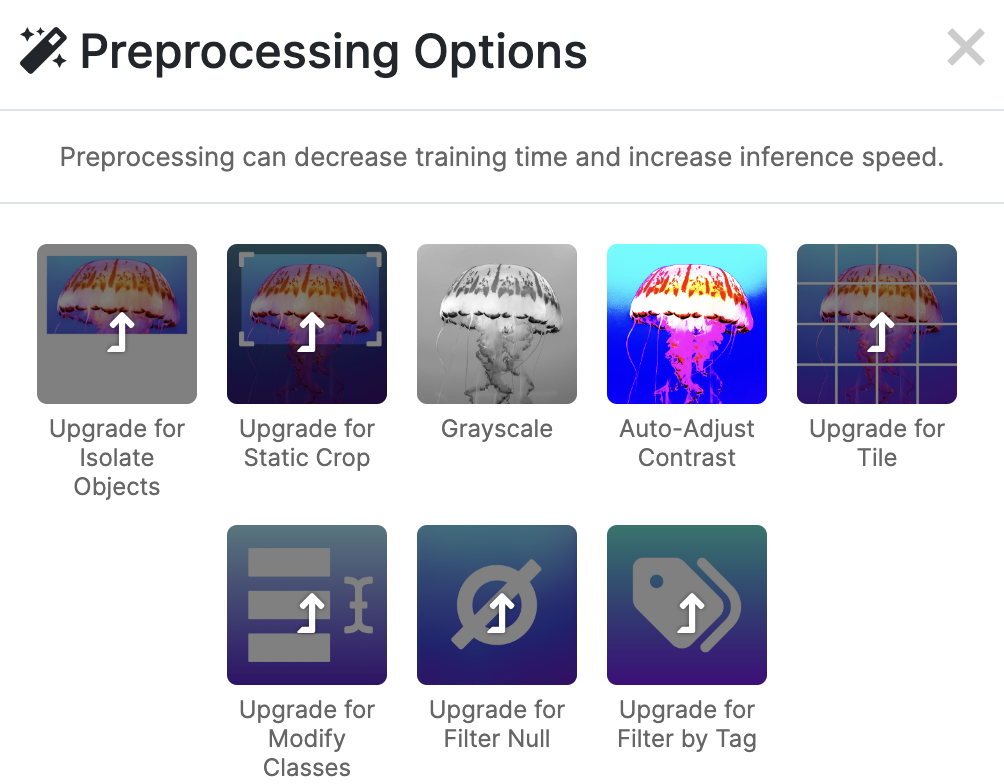 Preprocessing Options
Preprocessing can decrease training time and increase inference speed.
Upgrade for
Isolate
Objects
Upgrade for
Static Crop
Grayscale
Auto-Adjust
Contrast
Upgrade for
Tile
Upgrade for
Modify
Classes
Upgrade for
Filter Null
Upgrade for
Filter by Tag